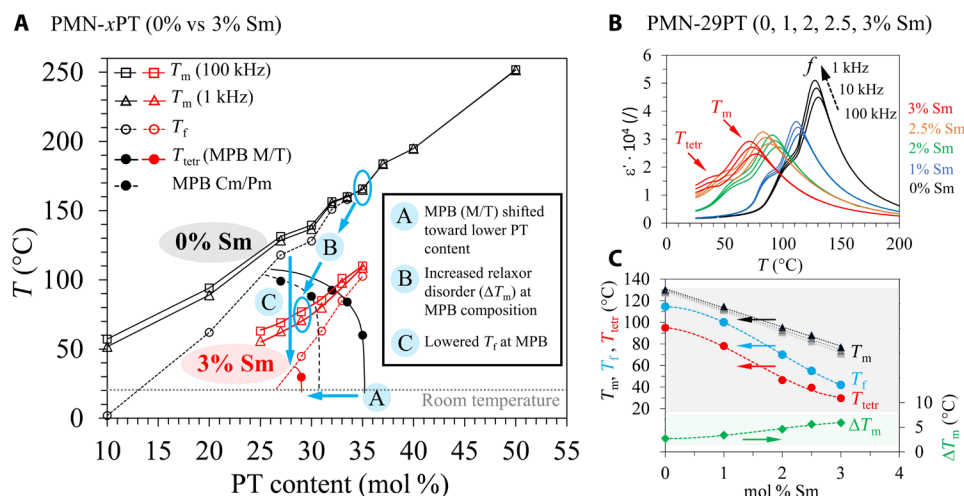 A PMN-xPT (0% vs 3% Sm)
250
200
150
100
50
0
T (°C)
Tm (100 kHz)
Tm (1 kHz)
Tf
Ttetr (MPB M/T)
MPB Cm/Pm
0% Sm
3% Sm
A
B
C
A MPB (M/T) shifted
toward lower PT
content
B Increased relaxor
disorder (ΔTm) at
MPB composition
C Lowered Tf at MPB
Room temperature
10 15 20 25 30 35 40 45 50 55
PT content (mol %)
B PMN-29PT (0, 1, 2, 2.5, 3% Sm)
6
5
4
3
2
1
0
ε' · 10⁴ (/)
f
1 kHz
10 kHz
100 kHz
Tm
Ttetr
3% Sm
2.5% Sm
2% Sm
1% Sm
0% Sm
0 50 100 150 200
T (°C)
C
140
120
100
80
60
40
20
Tm, Tf, Ttetr (°C)
Tm
Tf
Ttetr
ΔTm
10
5
0
ΔTm (°C)
0 1 2 3 4
mol % Sm